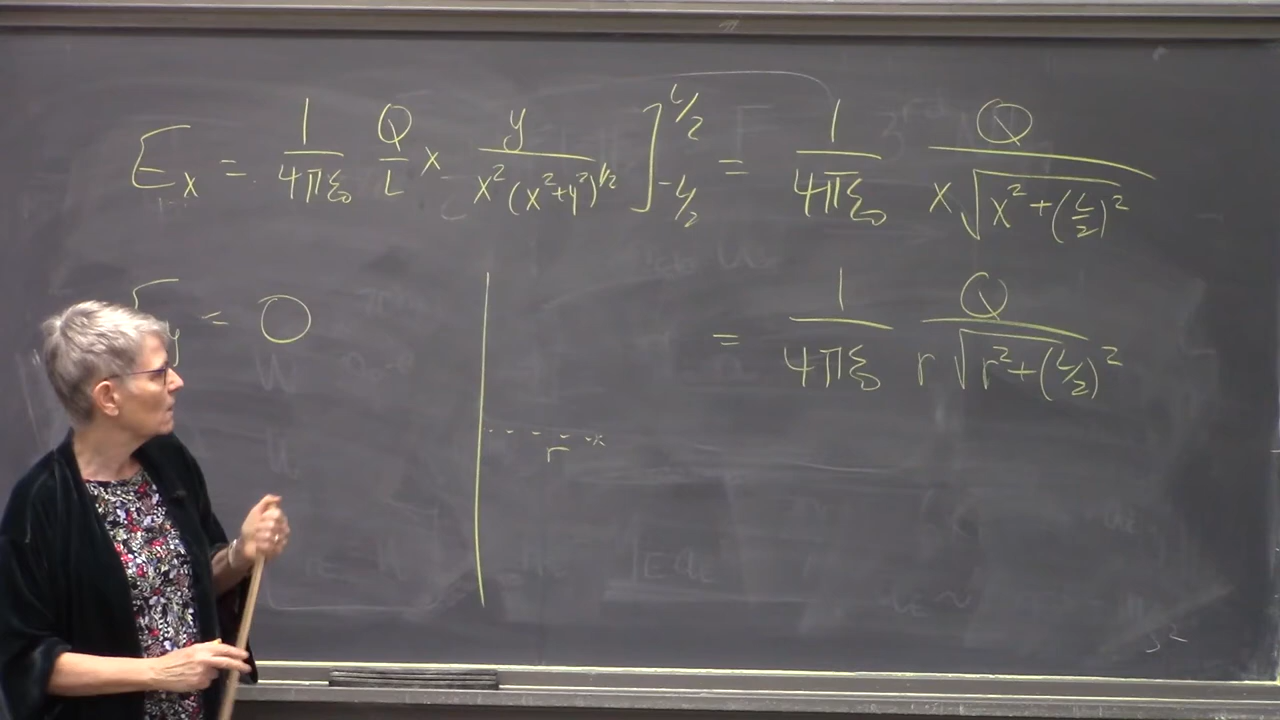 E_x = 1/4πε₀ Q/L x y/x²(x²+y²)^1/2 ]_-L/2^L/2 = 1/4πε₀ Q/x√x²+(L/2)²
E_y = 0
= 1/4πε₀ Q/r√r²+(L/2)²
r